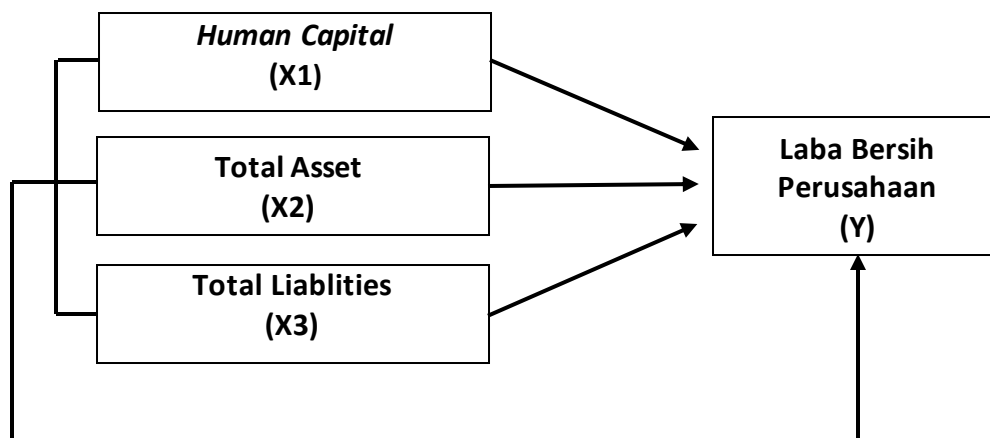 Human Capital
(X1)
Total Asset
(X2)
Total Liablities
(X3)
Laba Bersih
Perusahaan
(Y)